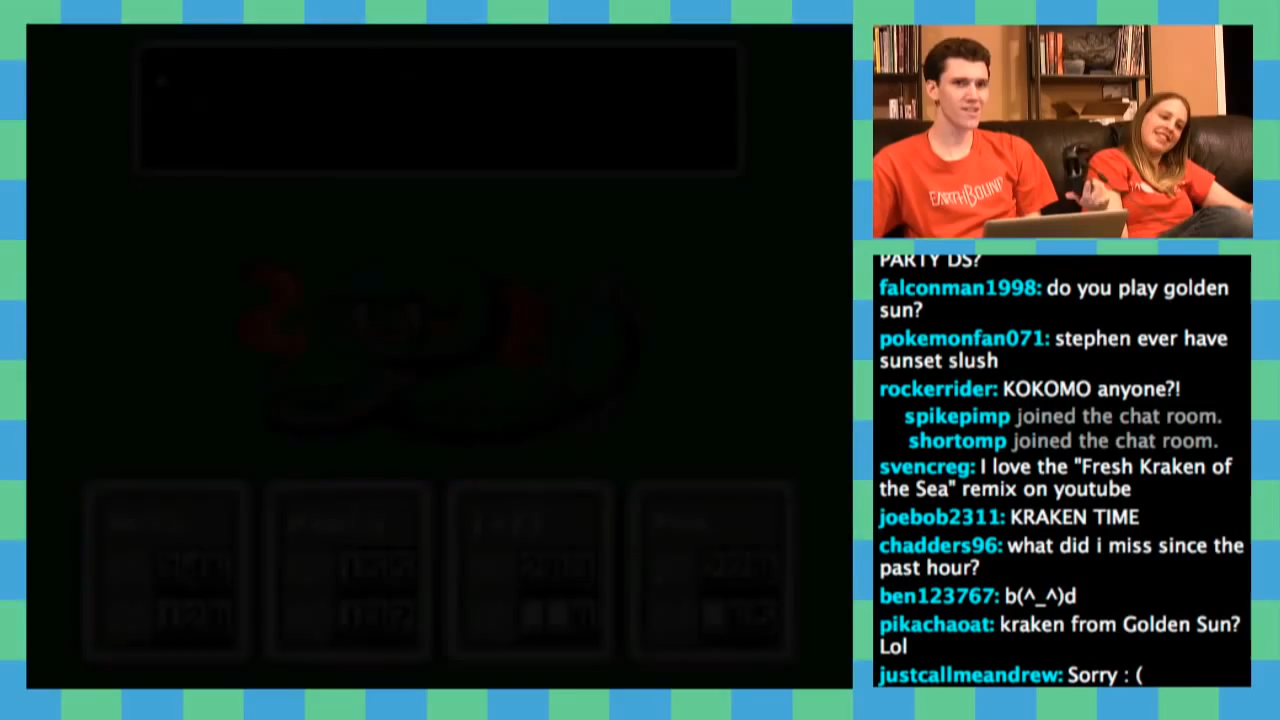 EARTHBOUND
PARTY DS?
falconman1998: do you play golden
sun?
pokemonfan071: stephen ever have
sunset slush
rockerrider: KOKOMO anyone?!
spikepimp joined the chat room.
shortomp joined the chat room.
svencreg: I love the "Fresh Kraken of
the Sea" remix on youtube
joebob2311: KRAKEN TIME
chadders96: what did i miss since the
past hour?
ben123767: b(^_^)d
pikachaoat: kraken from Golden Sun?
Lol
justcallmeandrew: Sorry : (